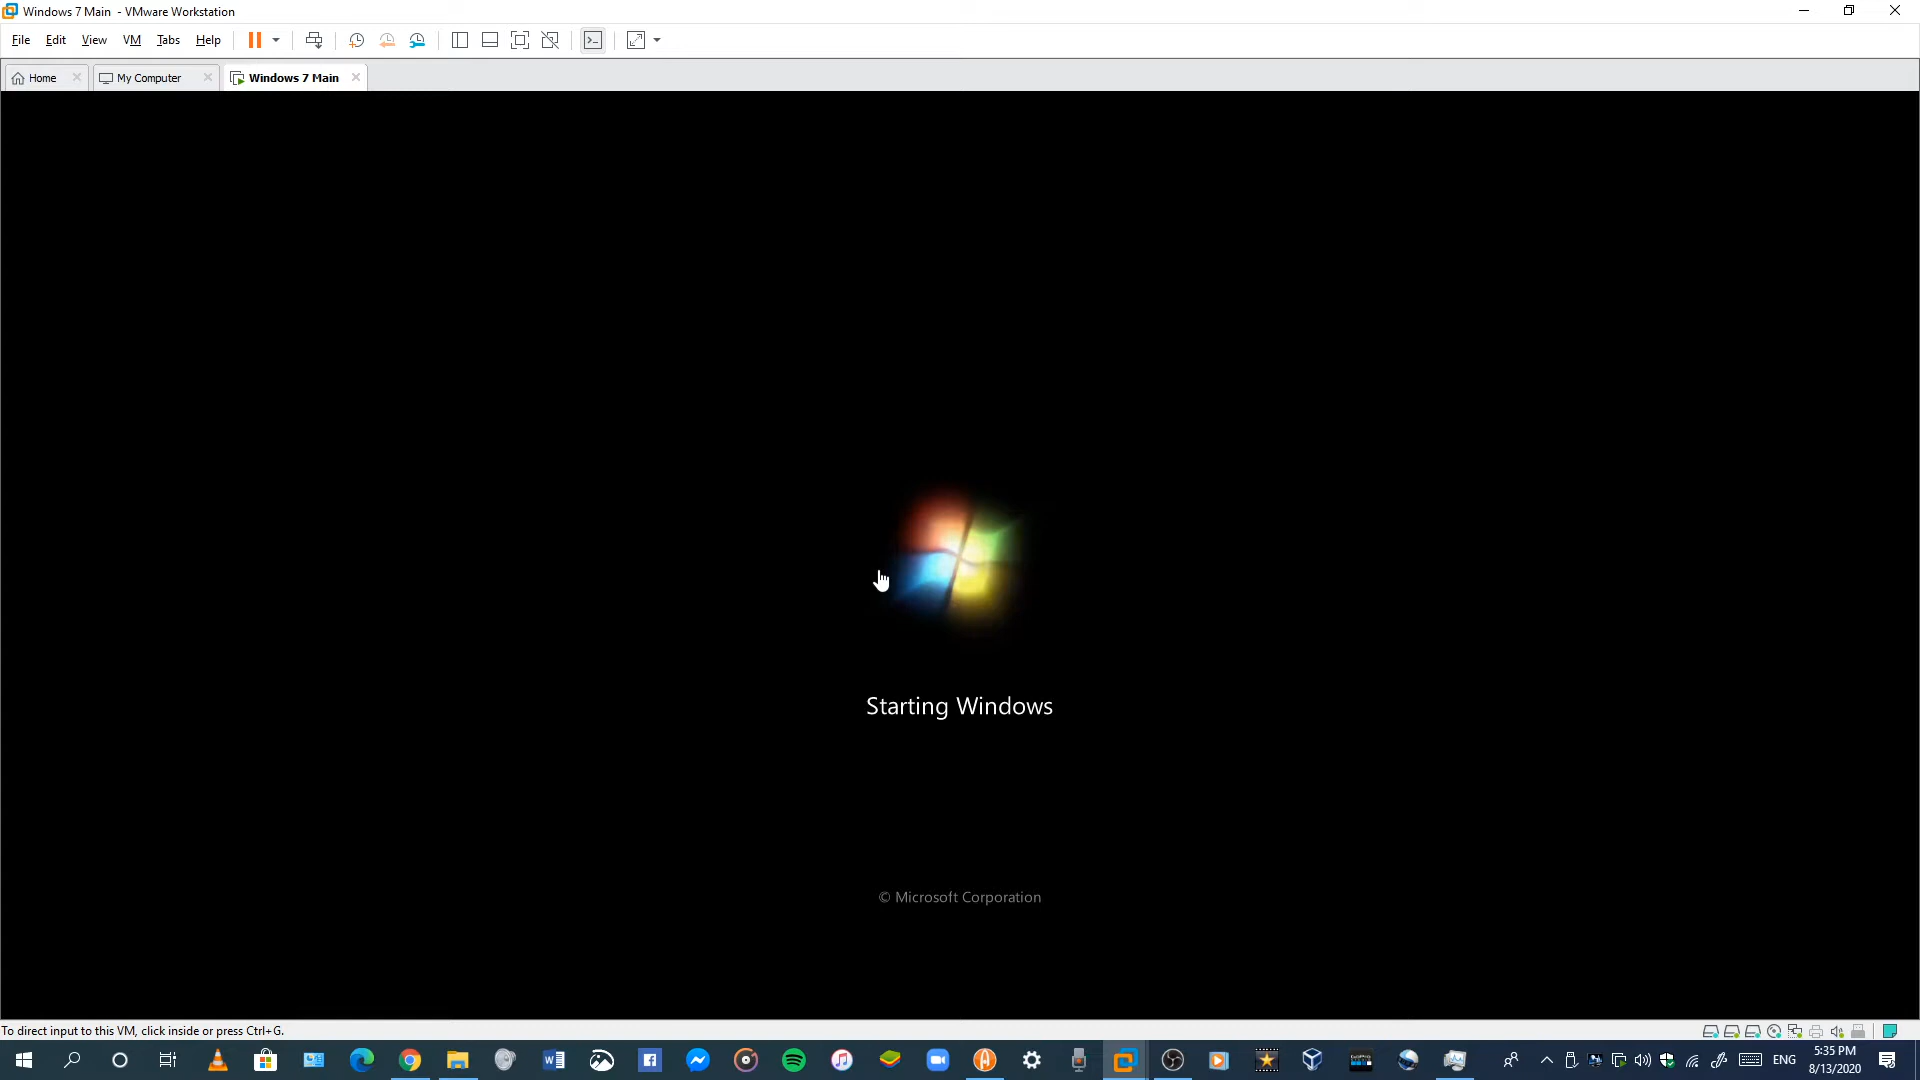 Windows 7 Main - VMware Workstation
File Edit View VM Tabs Help
Home My Computer Windows 7 Main
Starting Windows
© Microsoft Corporation
To direct input to this VM, click inside or press Ctrl+G.
ENG
5:35 PM
8/13/2020